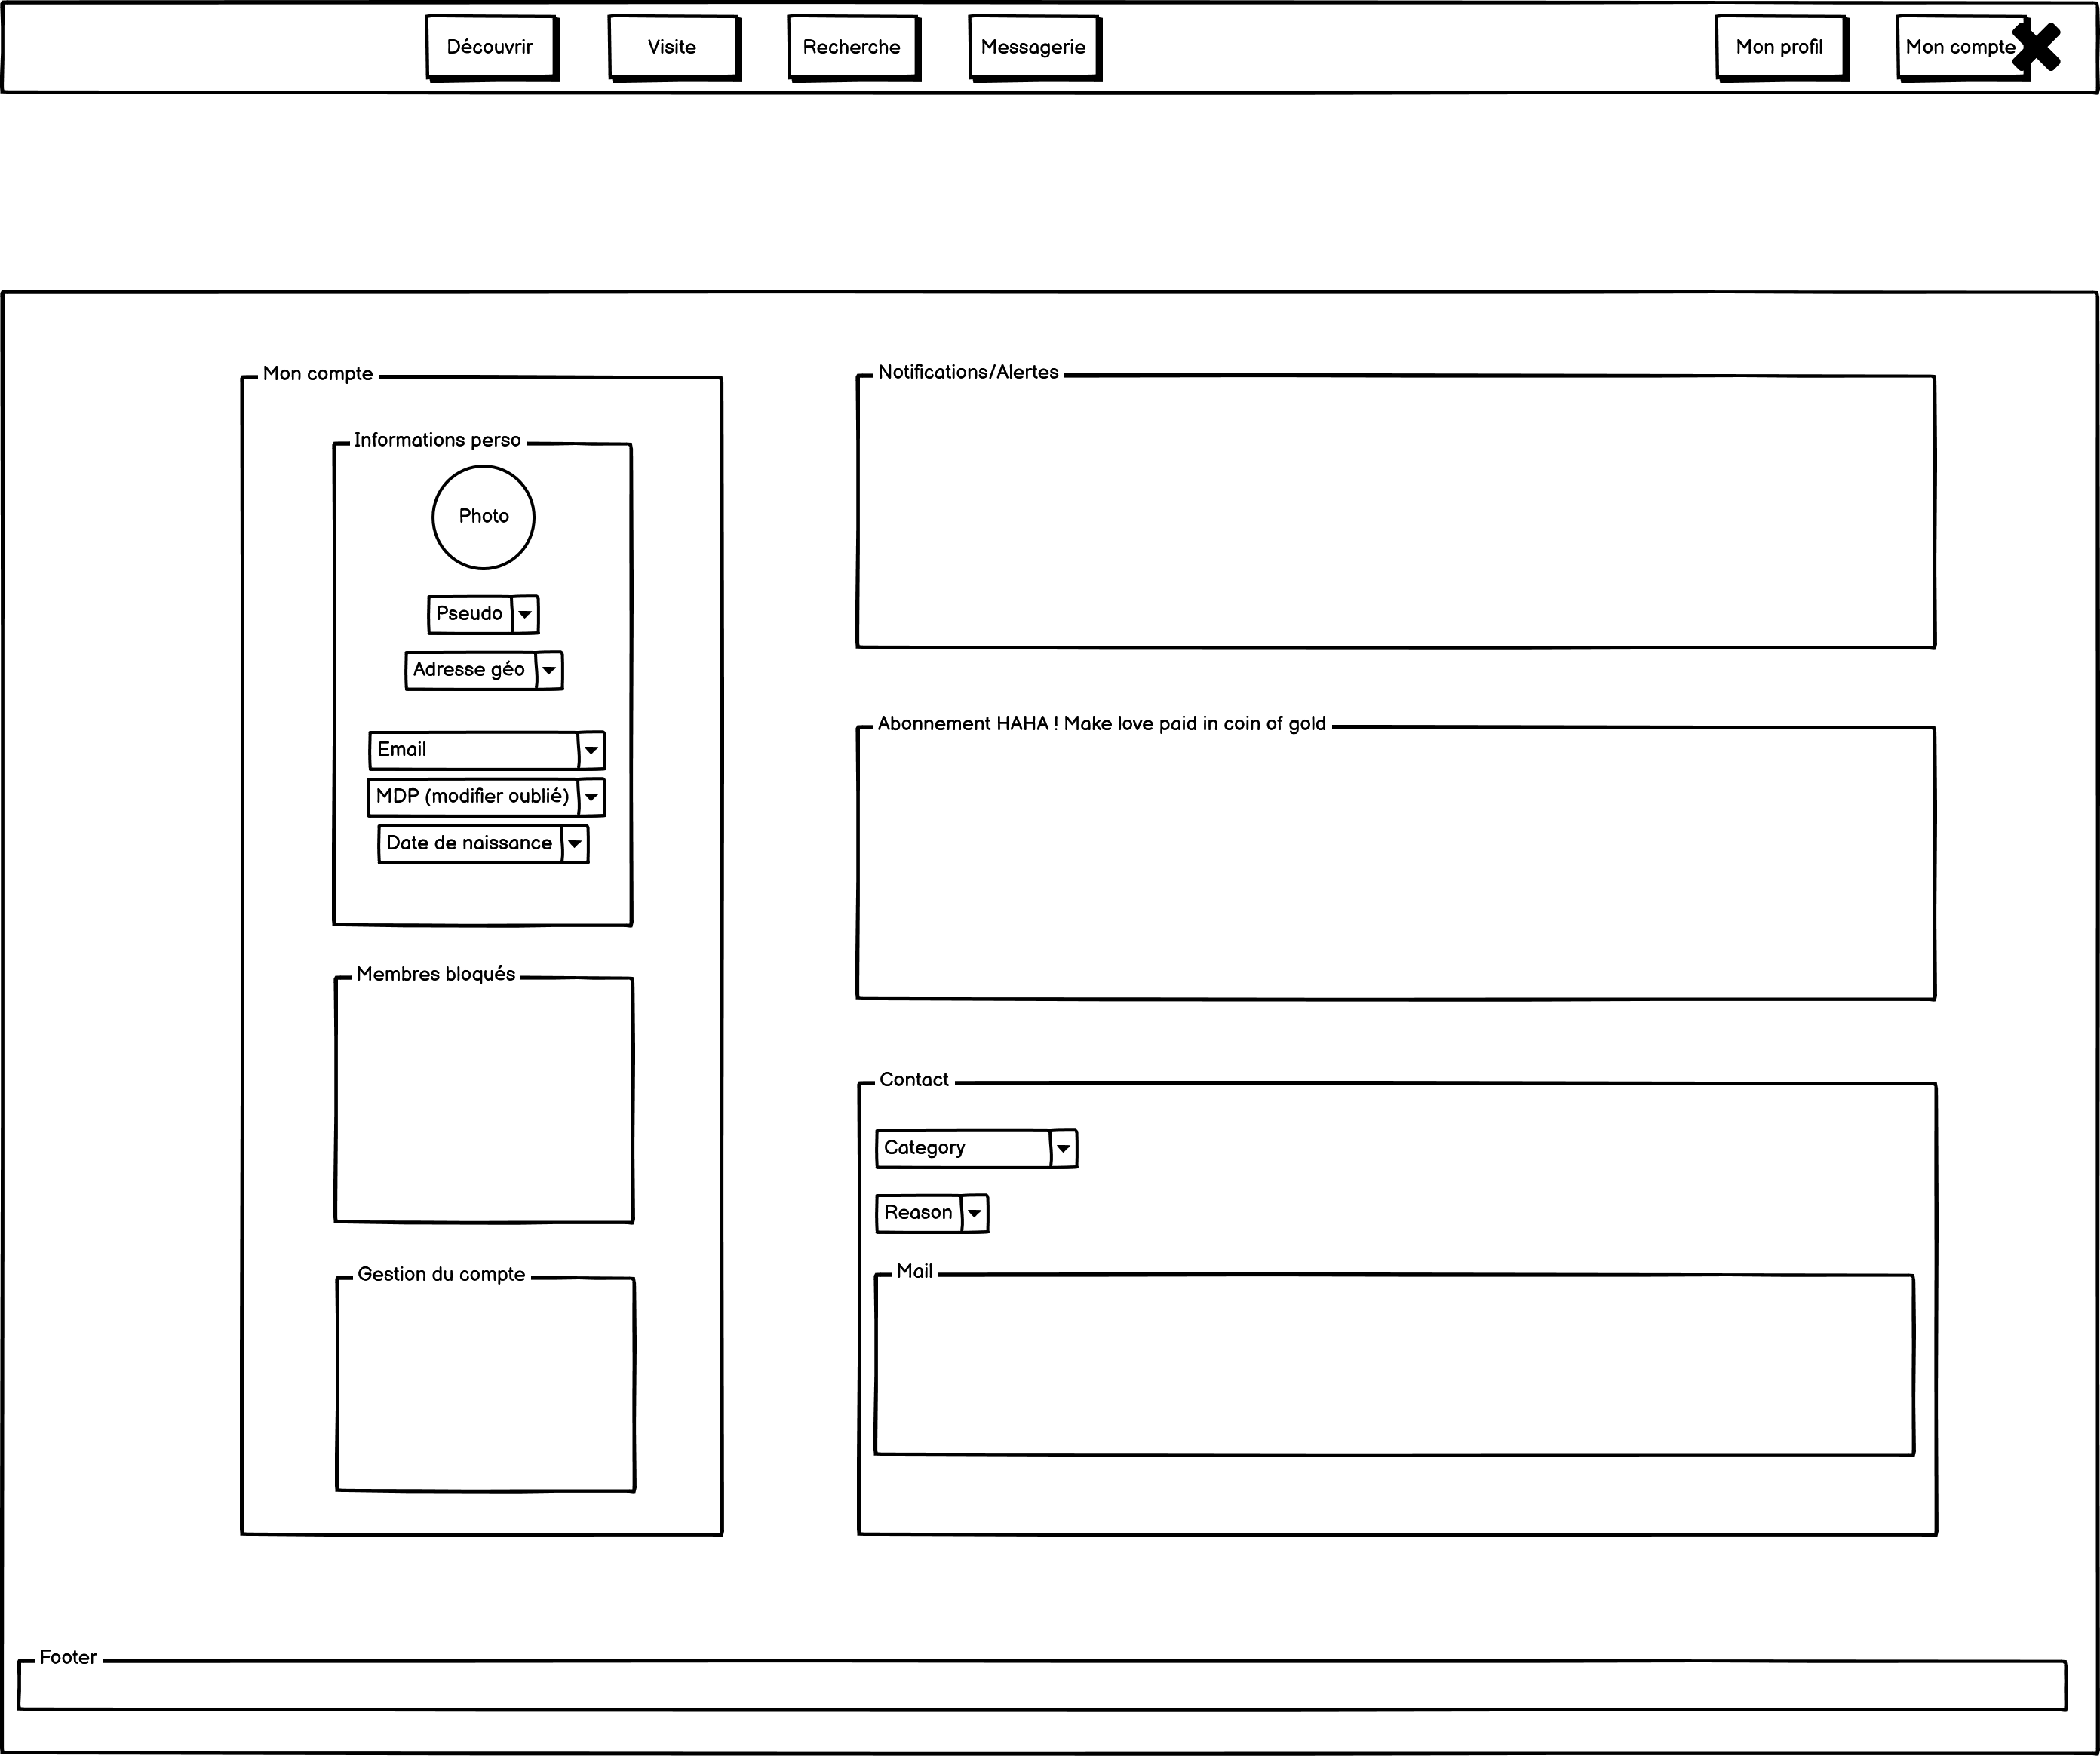 Découvrir
Visite
Recherche
Messagerie
Mon profil
Mon compte
Mon compte
Informations perso
Photo
Pseudo
Adresse géo
Email
MDP (modifier oublié)
Date de naissance
Membres bloqués
Gestion du compte
Notifications/Alertes
Abonnement HAHA ! Make love paid in coin of gold
Contact
Category
Reason
Mail
Footer